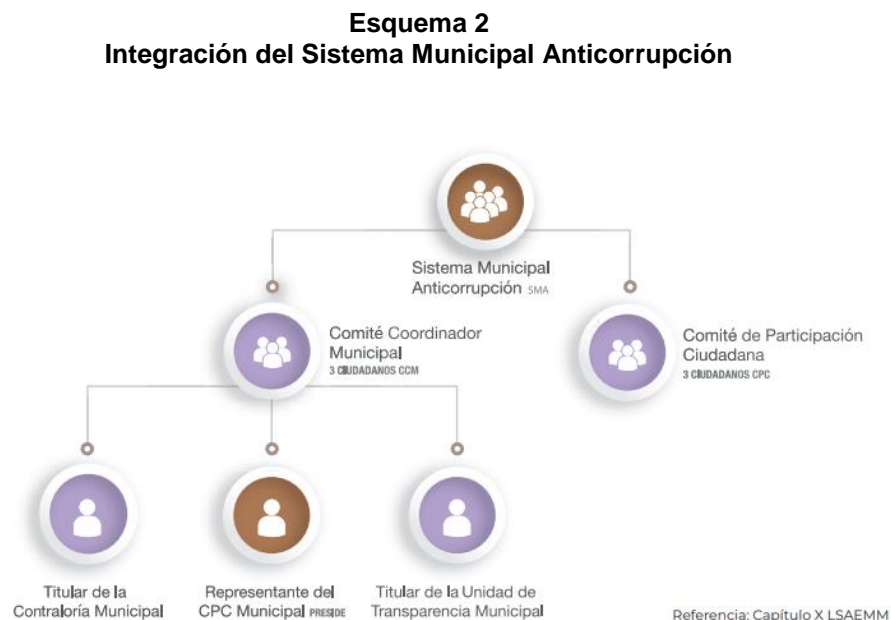 Esquema 2
Integración del Sistema Municipal Anticorrupción
Sistema Municipal
Anticorrupción SMA
Comité Coordinador
Municipal
3 CIUDADANOS CCM
Comité de Participación
Ciudadana
3 CIUDADANOS CPC
Titular de la
Contraloría Municipal
Representante del
CPC Municipal PRESIDE
Titular de la Unidad de
Transparencia Municipal
Referencia: Capítulo X LSAEMM